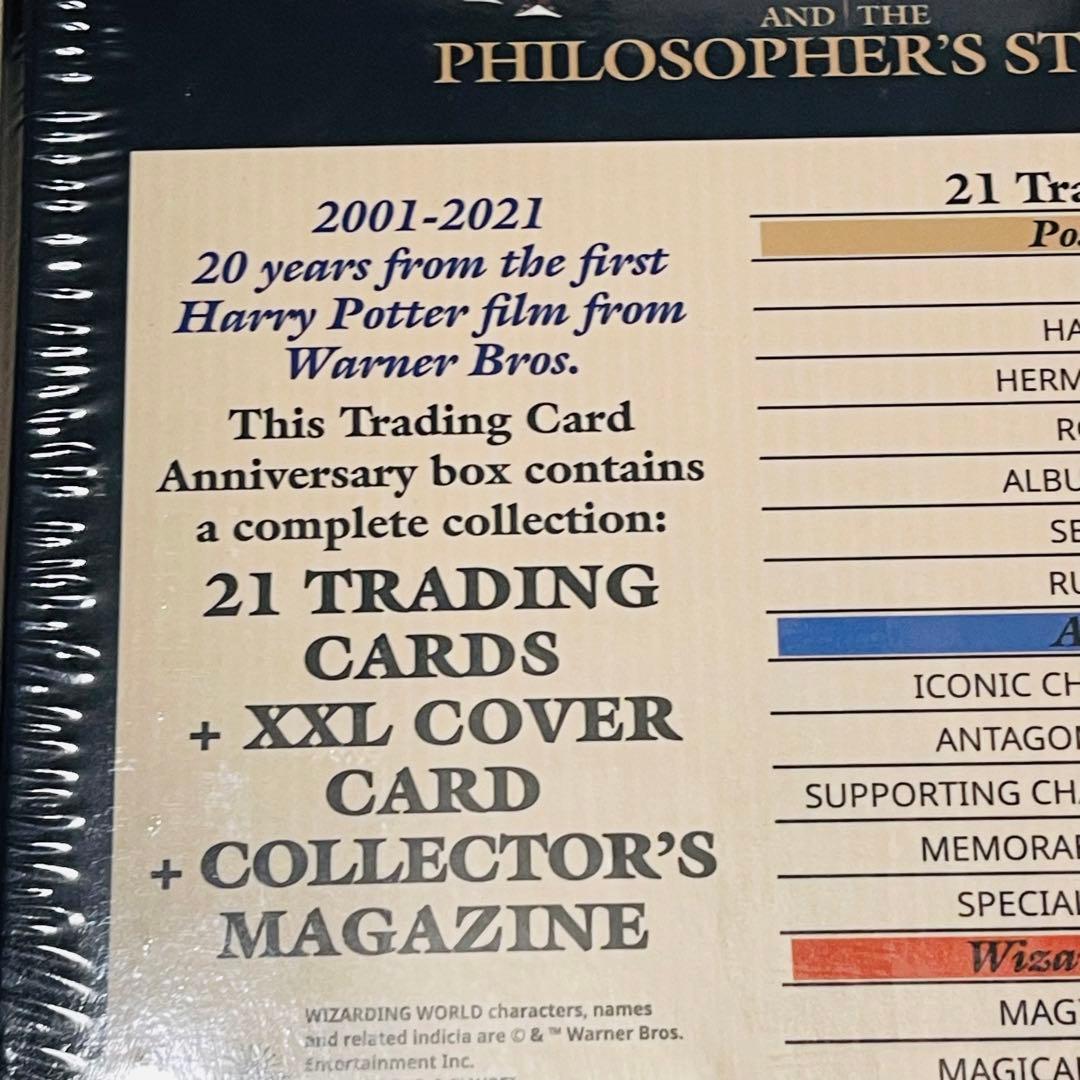 AND THE
PHILOSOPHER'S ST
2001-2021
20 years from the first
Harry Potter film from
Warner Bros.
This Trading Card
Anniversary box contains
a complete collection:
21 TRADING
CARDS
+ XXL COVER
CARD
+ COLLECTOR'S
MAGAZINE
WIZARDING WORLD characters, names
and related indicia are © & ™ Warner Bros.
Entertainment Inc.
21 Tra
Po
HA
HERM
RO
ALBU
SE
RU
A
ICONIC CH
ANTAGO
SUPPORTING CHA
MEMORA
SPECIAL
Wiza
MAG
MAGICA